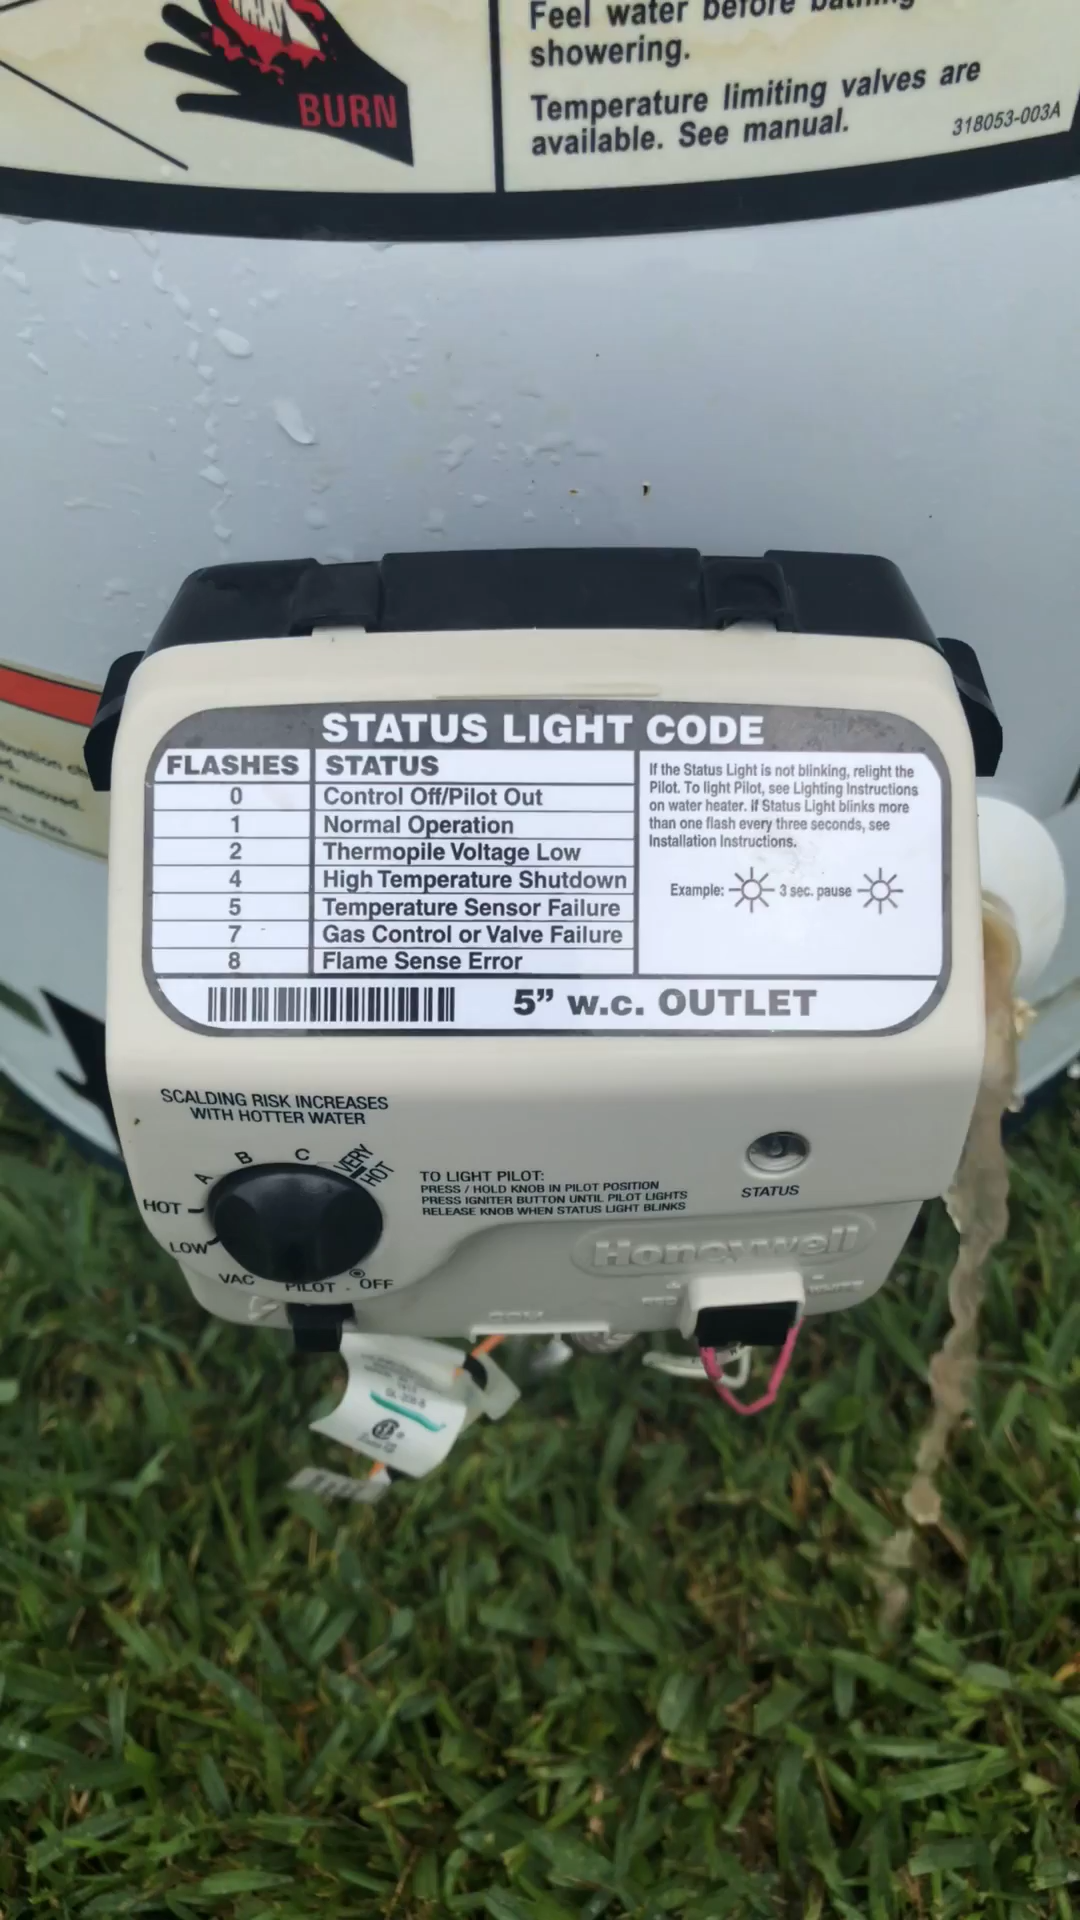 BURN
Feel water before
showering.
Temperature limiting valves are
available. See manual.
318053-003A
STATUS LIGHT CODE
FLASHES STATUS
0 Control Off/Pilot Out
1 Normal Operation
2 Thermopile Voltage Low
4 High Temperature Shutdown
5 Temperature Sensor Failure
7 Gas Control or Valve Failure
8 Flame Sense Error
If the Status Light is not blinking, relight the
Pilot. To light Pilot, see Lighting Instructions
on water heater. if Status Light blinks more
than one flash every three seconds, see
Installation Instructions.
Example: 3 sec. pause
5” w.c. OUTLET
SCALDING RISK INCREASES
WITH HOTTER WATER
VERY
HOT
C
B
A
HOT
LOW
VAC
PILOT
OFF
TO LIGHT PILOT:
PRESS / HOLD KNOB IN PILOT POSITION
PRESS IGNITER BUTTON UNTIL PILOT LIGHTS
RELEASE KNOB WHEN STATUS LIGHT BLINKS
STATUS
Honeywell
removed.